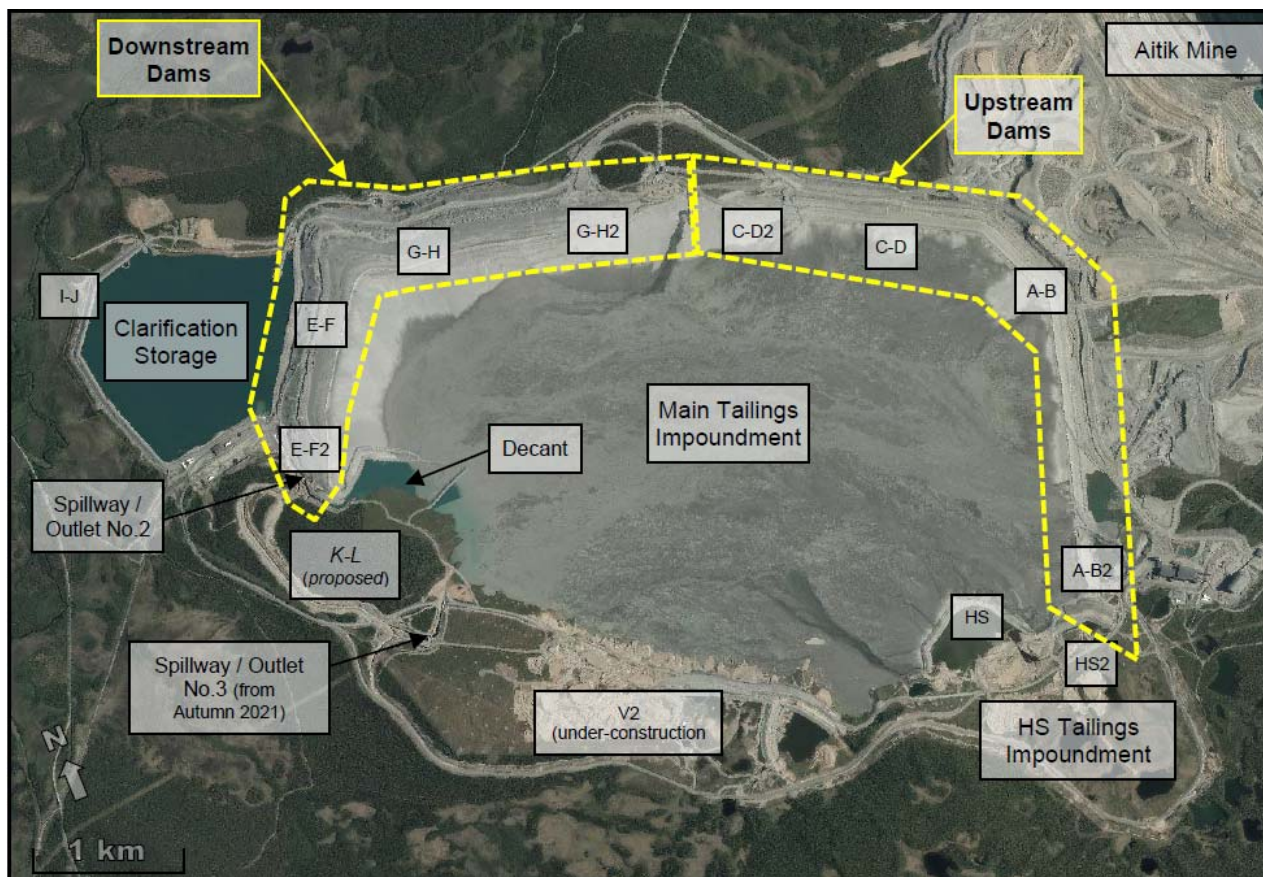 Downstream
Dams
Aitik Mine
Upstream
Dams
G-H2
C-D2
G-H
C-D
I-J
A-B
Clarification
Storage
E-F
Main Tailings
Impoundment
E-F2
Decant
Spillway /
Outlet No.2
K-L
(proposed)
A-B2
HS
Spillway / Outlet
No.3 (from
Autumn 2021)
HS2
V2
(under-construction
HS Tailings
Impoundment
N
1 km